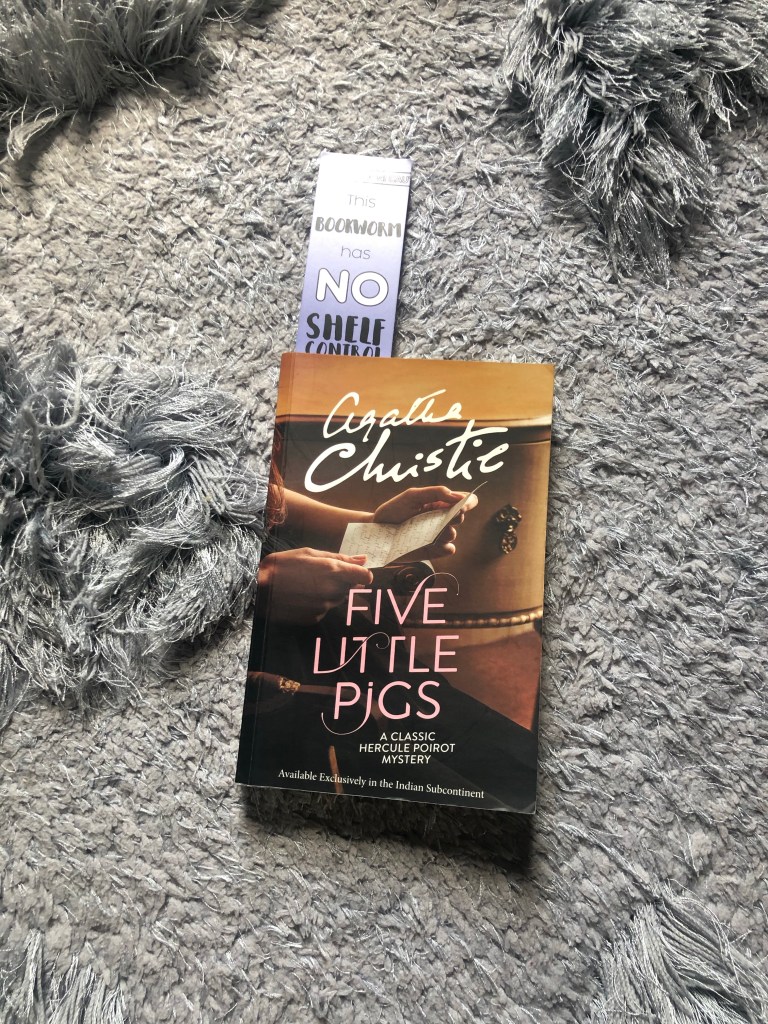 This
BOOKWORM
has
NO
SHELF
CONTROL
Agatha
Christie
FIVE
LITTLE
PiGS
A CLASSIC
HERCULE POIROT
MYSTERY
Available Exclusively in the Indian Subcontinent